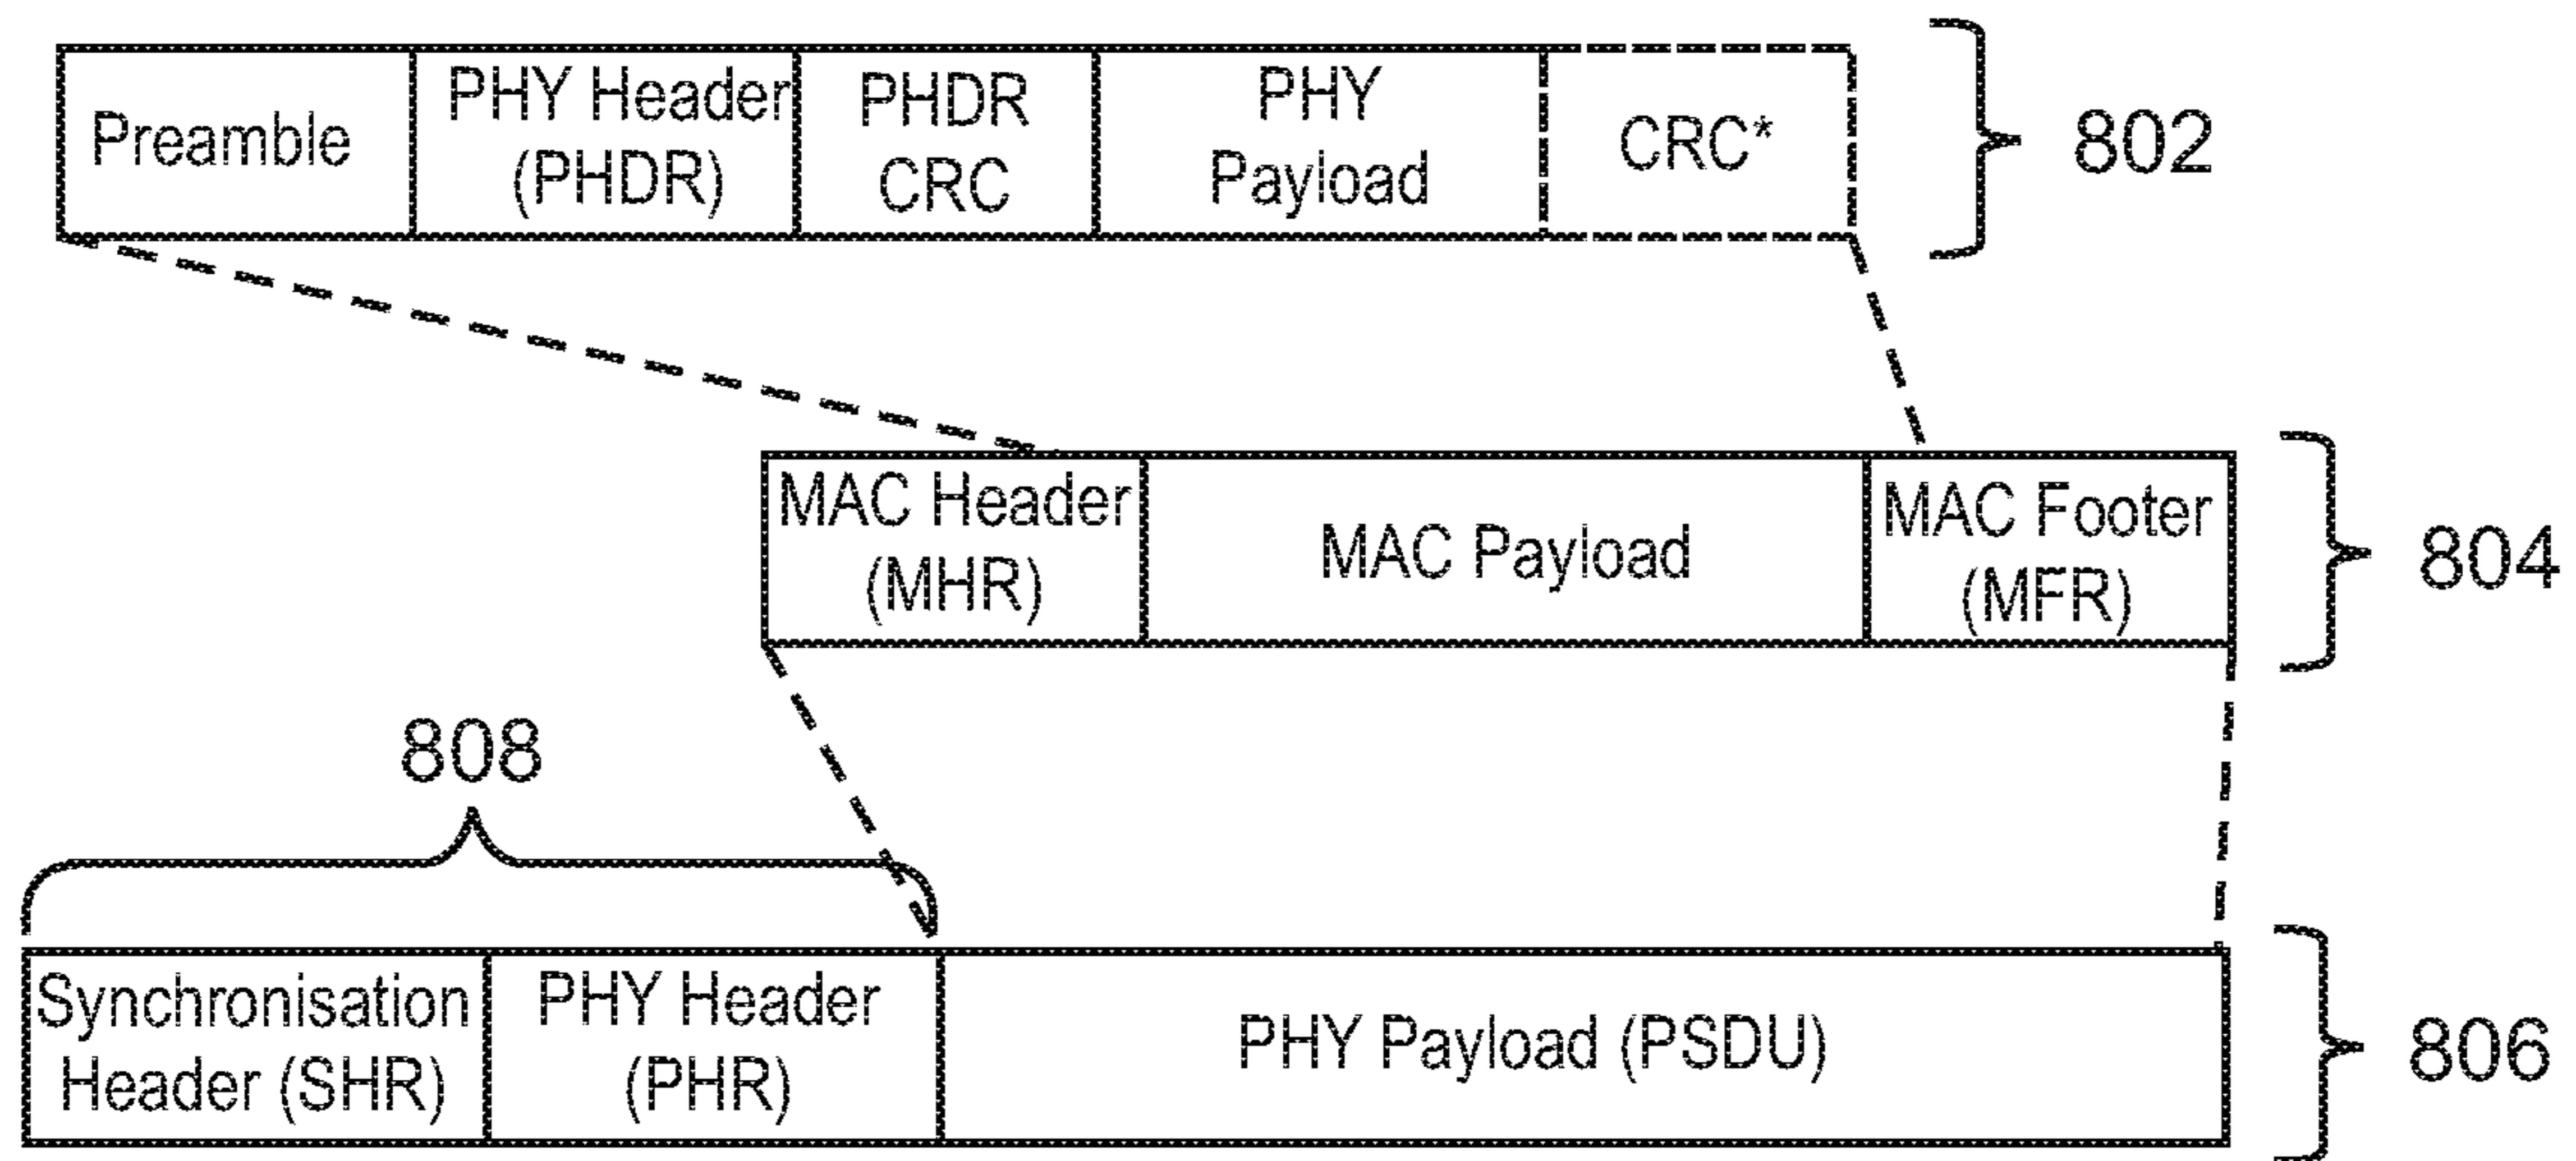 Preamble
PHY Header
(PHDR)
PHDR
CRC
PHY
Payload
CRC*
802
MAC Header
(MHR)
MAC Payload
MAC Footer
(MFR)
804
808
Synchronisation
Header (SHR)
PHY Header
(PHR)
PHY Payload (PSDU)
806